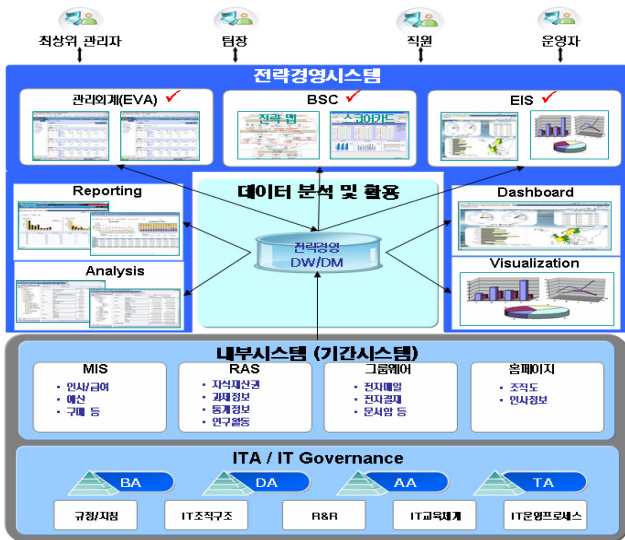 최상위 관리자
팀장
직원
운영자
전략경영시스템
관리회계(EVA)
BSC
EIS
전략 맵
스코어카드
Reporting
데이터 분석 및 활용
Dashboard
전략경영
DW/DM
Analysis
Visualization
내부시스템 (기간시스템)
MIS
• 인사/급여
• 예산
• 구매 등
RAS
• 지식재산권
• 과제정보
• 통계정보
• 연구활동
그룹웨어
• 전자메일
• 전자결재
• 문서함 등
홈페이지
• 조직도
• 인사정보
ITA / IT Governance
BA
DA
AA
TA
규정/지침
IT조직구조
R&R
IT교육체계
IT운영프로세스